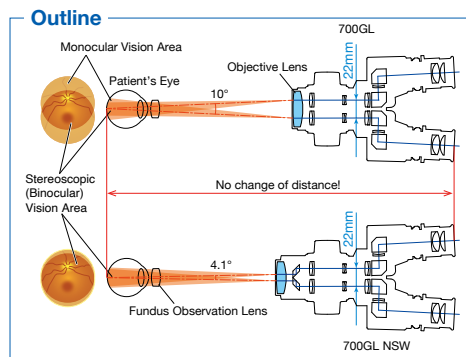 Outline
700GL
Monocular Vision Area
Objective Lens
Patient's Eye
22mm
10°
Stereoscopic
(Binocular)
Vision Area
No change of distance!
22mm
4.1°
Fundus Observation Lens
700GL NSW